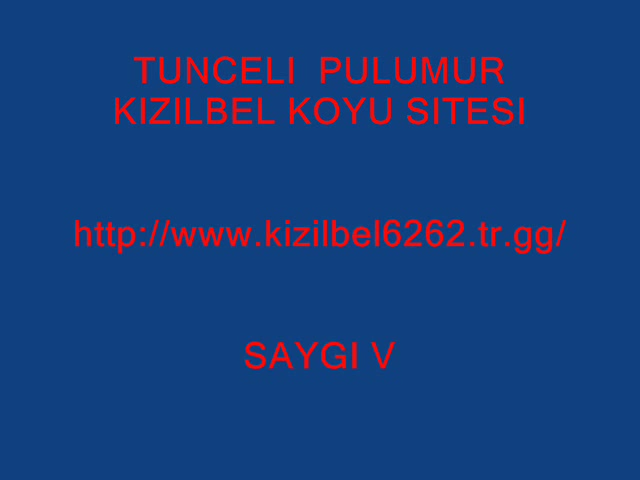 TUNCELI PULUMUR
KIZILBEL KOYU SITESI
http://www.kizilbel6262.tr.gg/
SAYGI V